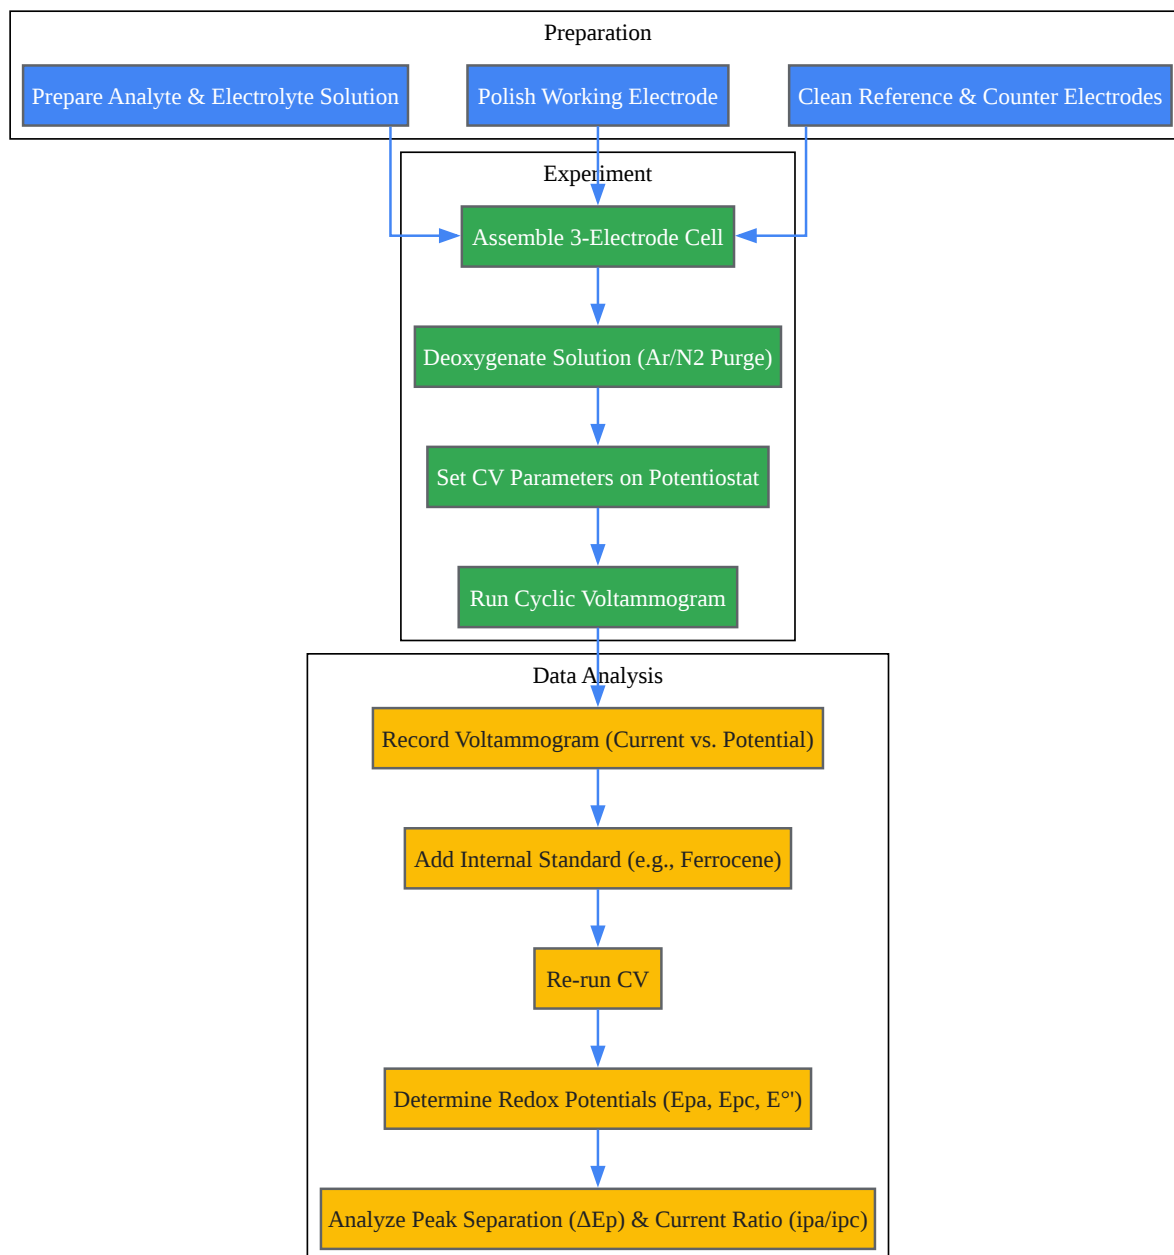 Preparation
Prepare Analyte & Electrolyte Solution
Polish Working Electrode
Clean Reference & Counter Electrodes
Experiment
Assemble 3-Electrode Cell
Deoxygenate Solution (Ar/N2 Purge)
Set CV Parameters on Potentiostat
Run Cyclic Voltammogram
Data Analysis
Record Voltammogram (Current vs. Potential)
Add Internal Standard (e.g., Ferrocene)
Re-run CV
Determine Redox Potentials (Epa, Epc, E°')
Analyze Peak Separation (ΔEp) & Current Ratio (ipa/ipc)